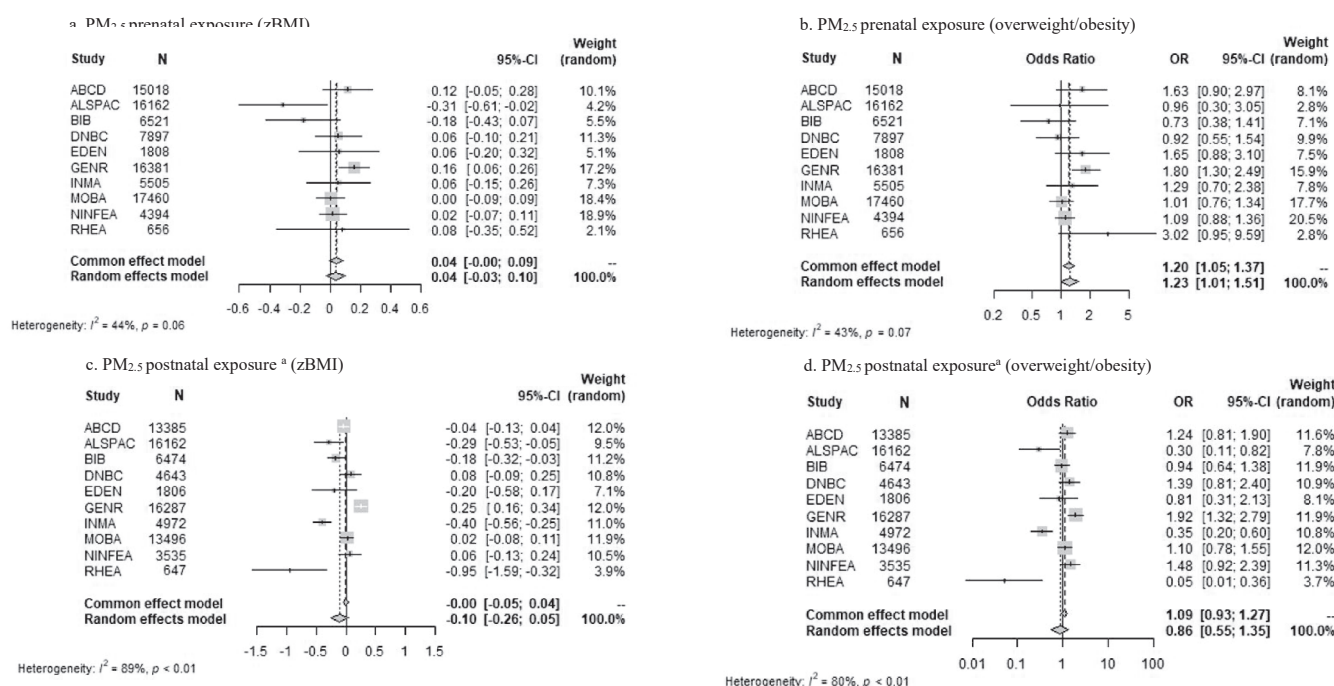 a. PM2.5 prenatal exposure (zBMI)
Weight
Study N 95%-CI (random)
ABCD 15018 0.12 [-0.05; 0.28] 10.1%
ALSPAC 16162 -0.31 [-0.61; -0.02] 4.2%
BIB 6521 -0.18 [-0.43; 0.07] 5.5%
DNBC 7897 0.06 [-0.10; 0.21] 11.3%
EDEN 1808 0.06 [-0.20; 0.32] 5.1%
GENR 16381 0.16 [0.06; 0.26] 17.2%
INMA 5505 0.06 [-0.15; 0.26] 7.3%
MOBA 17460 0.00 [-0.09; 0.09] 18.4%
NINFEA 4394 0.02 [-0.07; 0.11] 18.9%
RHEA 656 0.08 [-0.35; 0.52] 2.1%
Common effect model 0.04 [-0.00; 0.09] --
Random effects model 0.04 [-0.03; 0.10] 100.0%
-0.6 -0.4 -0.2 0 0.2 0.4 0.6
Heterogeneity: I² = 44%, p = 0.06
b. PM2.5 prenatal exposure (overweight/obesity)
Weight
Study N Odds Ratio OR 95%-CI (random)
ABCD 15018 1.63 [0.90; 2.97] 8.1%
ALSPAC 16162 0.96 [0.30; 3.05] 2.8%
BIB 6521 0.73 [0.38; 1.41] 7.1%
DNBC 7897 0.92 [0.55; 1.54] 9.9%
EDEN 1808 1.65 [0.88; 3.10] 7.5%
GENR 16381 1.80 [1.30; 2.49] 15.9%
INMA 5505 1.29 [0.70; 2.38] 7.8%
MOBA 17460 1.01 [0.76; 1.34] 17.7%
NINFEA 4394 1.09 [0.88; 1.36] 20.5%
RHEA 656 3.02 [0.95; 9.59] 2.8%
Common effect model 1.20 [1.05; 1.37] --
Random effects model 1.23 [1.01; 1.51] 100.0%
0.2 0.5 1 2 5
Heterogeneity: I² = 43%, p = 0.07
c. PM2.5 postnatal exposure ª (zBMI)
Weight
Study N 95%-CI (random)
ABCD 13385 -0.04 [-0.13; 0.04] 12.0%
ALSPAC 16162 -0.29 [-0.53; -0.05] 9.5%
BIB 6474 -0.18 [-0.32; -0.03] 11.2%
DNBC 4643 0.08 [-0.09; 0.25] 10.8%
EDEN 1806 -0.20 [-0.58; 0.17] 7.1%
GENR 16287 0.25 [0.16; 0.34] 12.0%
INMA 4972 -0.40 [-0.56; -0.25] 11.0%
MOBA 13496 0.02 [-0.08; 0.11] 11.9%
NINFEA 3535 0.06 [-0.13; 0.24] 10.5%
RHEA 647 -0.95 [-1.59; -0.32] 3.9%
Common effect model -0.00 [-0.05; 0.04] --
Random effects model -0.10 [-0.26; 0.05] 100.0%
-1.5 -1 -0.5 0 0.5 1 1.5
Heterogeneity: I² = 89%, p < 0.01
d. PM2.5 postnatal exposureª (overweight/obesity)
Weight
Study N Odds Ratio OR 95%-CI (random)
ABCD 13385 1.24 [0.81; 1.90] 11.6%
ALSPAC 16162 0.30 [0.11; 0.82] 7.8%
BIB 6474 0.94 [0.64; 1.38] 11.9%
DNBC 4643 1.39 [0.81; 2.40] 10.9%
EDEN 1806 0.81 [0.31; 2.13] 8.1%
GENR 16287 1.92 [1.32; 2.79] 11.9%
INMA 4972 0.35 [0.20; 0.60] 10.8%
MOBA 13496 1.10 [0.78; 1.55] 12.0%
NINFEA 3535 1.48 [0.92; 2.39] 11.3%
RHEA 647 0.05 [0.01; 0.36] 3.7%
Common effect model 1.09 [0.93; 1.27] --
Random effects model 0.86 [0.55; 1.35] 100.0%
0.01 0.1 1 10 100
Heterogeneity: I² = 80%, p < 0.01